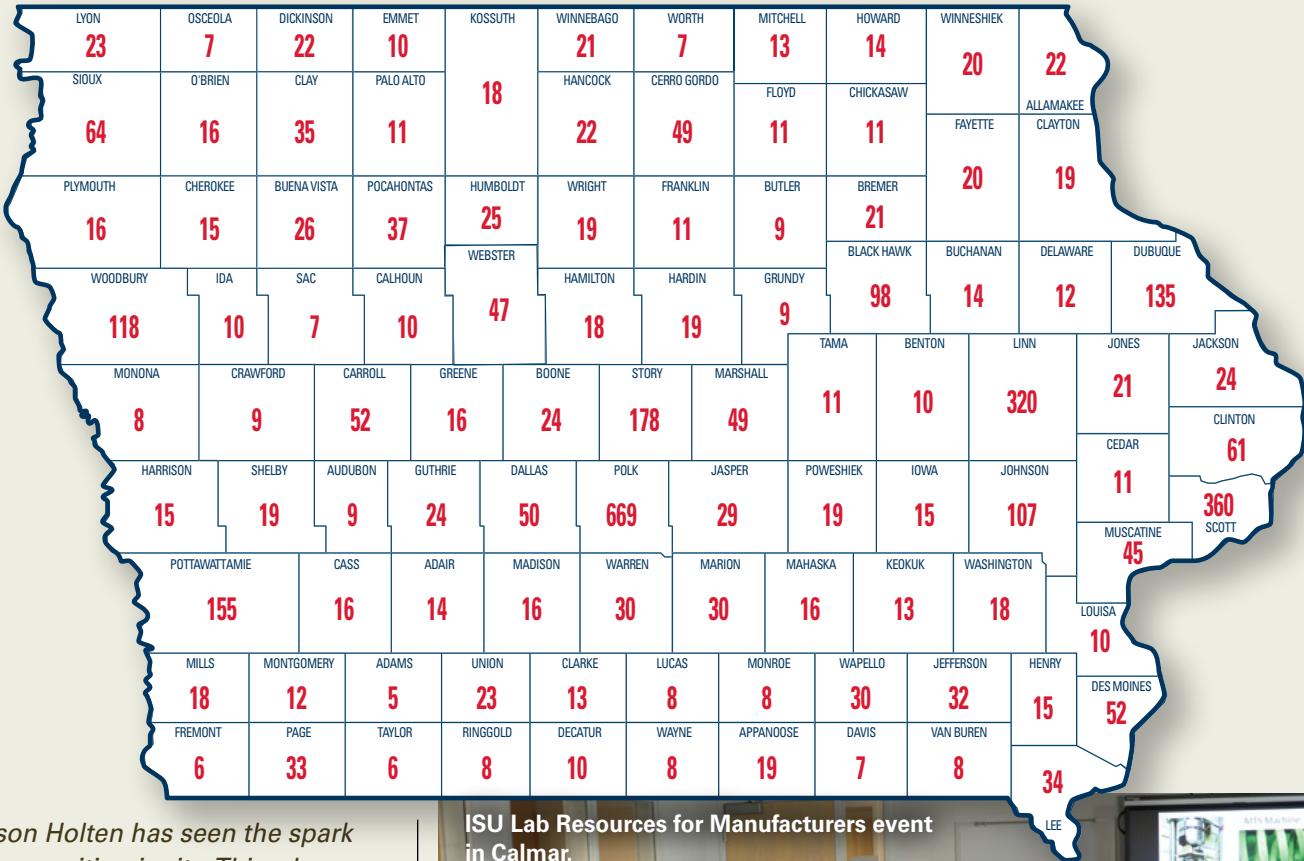 LYON OSCEOLA DICKINSON EMMET KOSSUTH WINNEBAGO WORTH MITCHELL HOWARD WINNESHIEK
23 7 22 10 18 21 7 13 14 20 22
ALLAMAKEE
SIOUX O'BRIEN CLAY PALO ALTO HANCOCK CERRO GORDO FLOYD CHICKASAW FAYETTE CLAYTON
64 16 35 11 22 49 11 11 20 19
PLYMOUTH CHEROKEE BUENA VISTA POCAHONTAS HUMBOLDT WRIGHT FRANKLIN BUTLER BREMER
16 15 26 37 25 19 11 9 21
WOODBURY IDA SAC CALHOUN WEBSTER HAMILTON HARDIN GRUNDY BLACK HAWK BUCHANAN DELAWARE DUBUQUE
118 10 7 10 47 18 19 9 98 14 12 135
MONONA CRAWFORD CARROLL GREENE BOONE STORY MARSHALL TAMA BENTON LINN JONES JACKSON
8 9 52 16 24 178 49 11 10 320 21 24
CLINTON
61
HARRISON SHELBY AUDUBON GUTHRIE DALLAS POLK JASPER POWESHIEK IOWA JOHNSON CEDAR
15 19 9 24 50 669 29 19 15 107 11 360
SCOTT
MUSCATINE
45
POTTAWATTAMIE CASS ADAIR MADISON WARREN MARION MAHASKA KEOKUK WASHINGTON LOUISA
155 16 14 16 30 30 16 13 18 10
MILLS MONTGOMERY ADAMS UNION CLARKE LUCAS MONROE WAPELLO JEFFERSON HENRY DES MOINES
18 12 5 23 13 8 8 30 32 15 52
FREMONT PAGE TAYLOR RINGGOLD DECATUR WAYNE APPANOOSE DAVIS VAN BUREN
6 33 6 8 10 8 19 7 8 34
LEE
son Holten has seen the spark
ISU Lab Resources for Manufacturers event
in Calmar.
MTS Machine